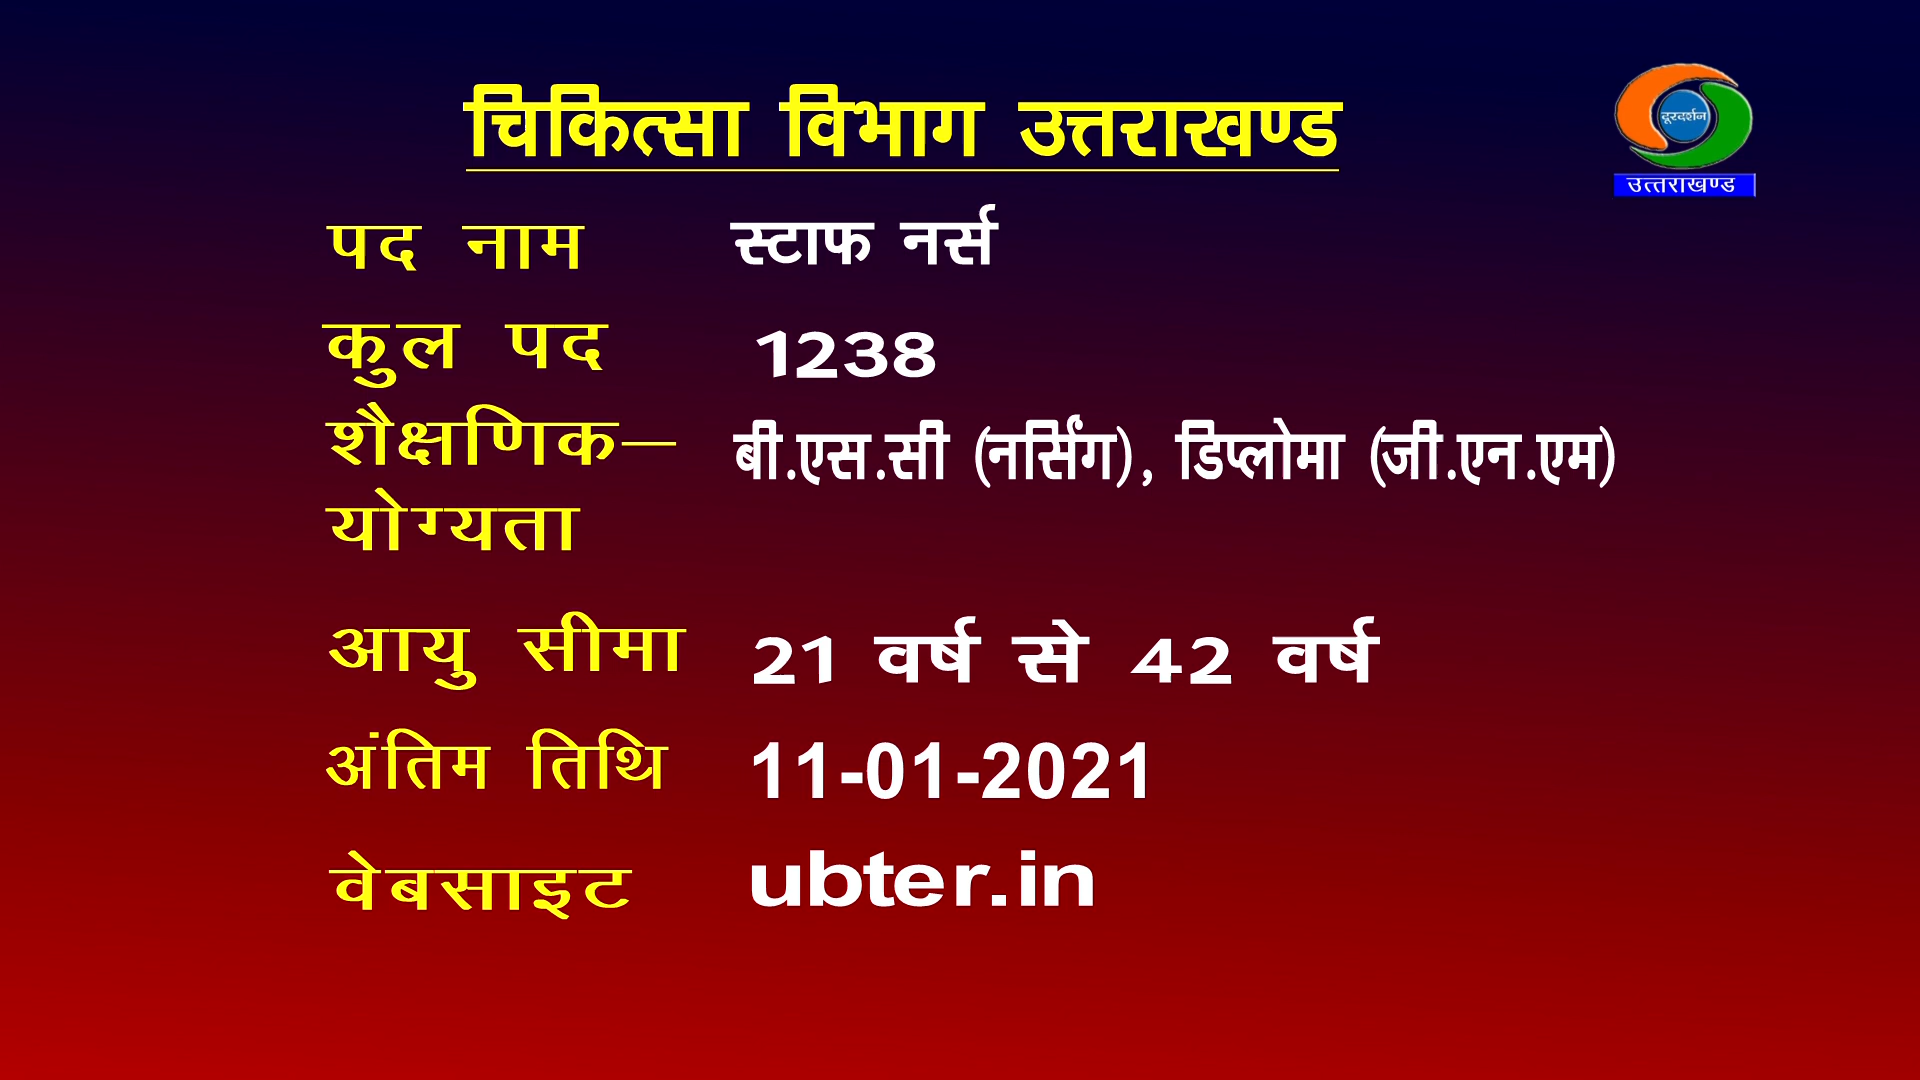 चिकित्सा विभाग उत्तराखण्ड
दूरदर्शन
उत्तराखण्ड
पद नाम स्टाफ नर्स
कुल पद 1238
शैक्षणिक– बी.एस.सी (नर्सिंग), डिप्लोमा (जी.एन.एम)
योग्यता
आयु सीमा 21 वर्ष से 42 वर्ष
अंतिम तिथि 11-01-2021
वेबसाइट ubter.in